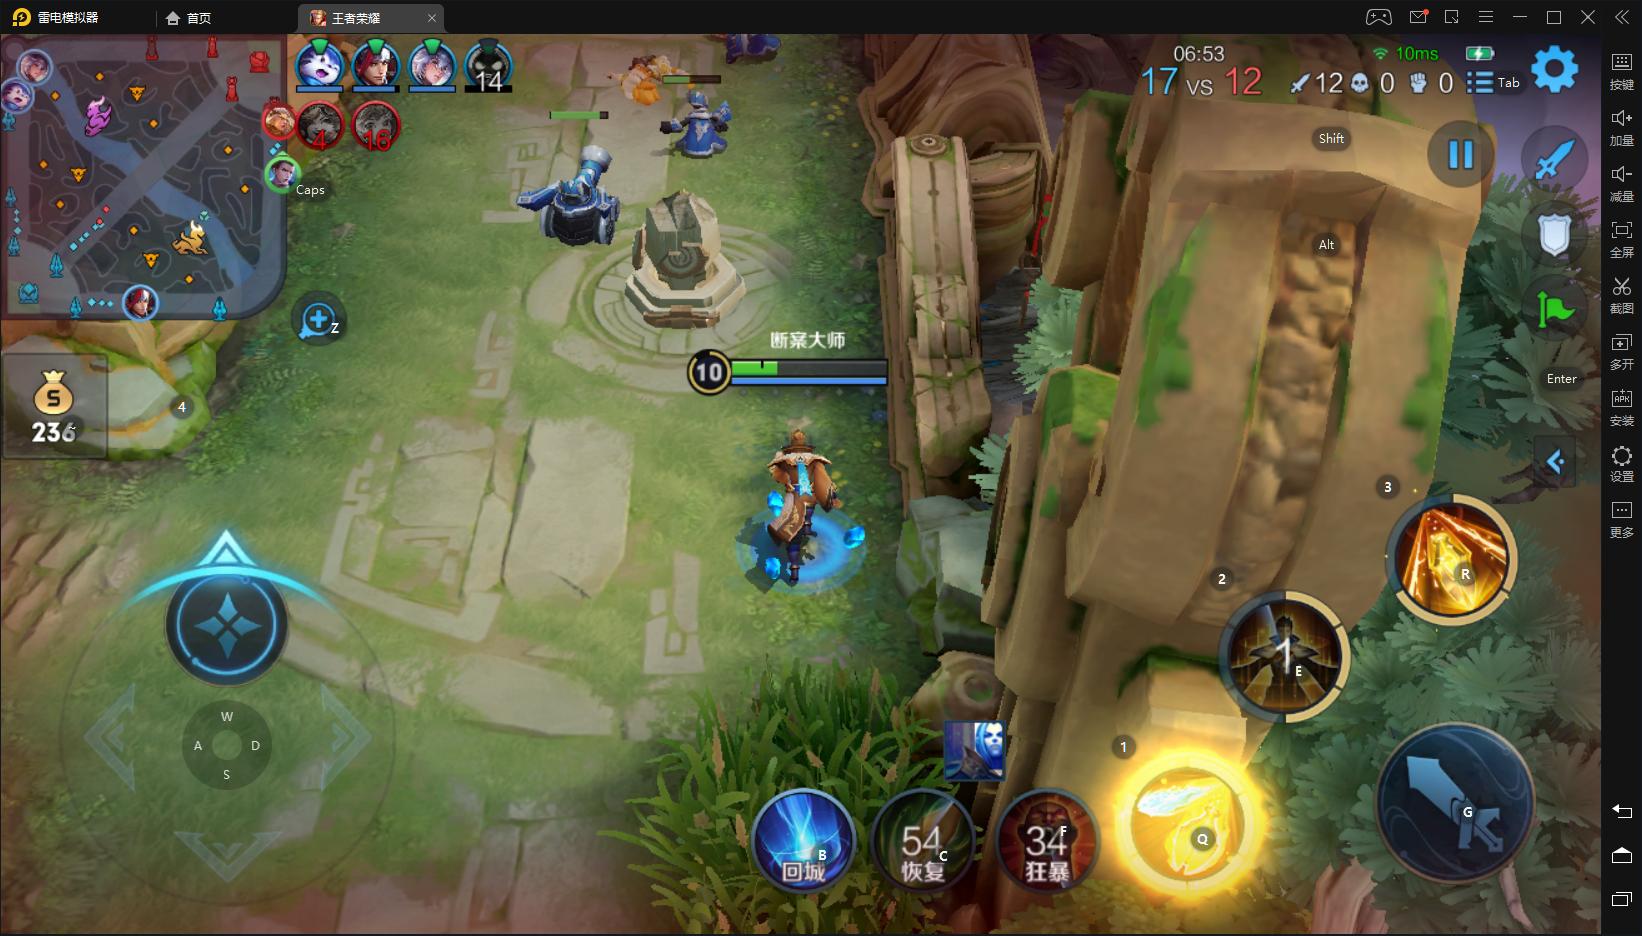 雷电模拟器
首页
王者荣耀
06:53
10ms
17 vs 12
12
0
0
Tab
14
4
16
Caps
Shift
Alt
Z
断案大师
10
Enter
S
236
4
3
R
2
1
E
W
A
D
S
1
G
Q
B
回城
54
C
恢复
34
F
狂暴
按键
加量
减量
全屏
截图
多开
APK
安装
设置
更多